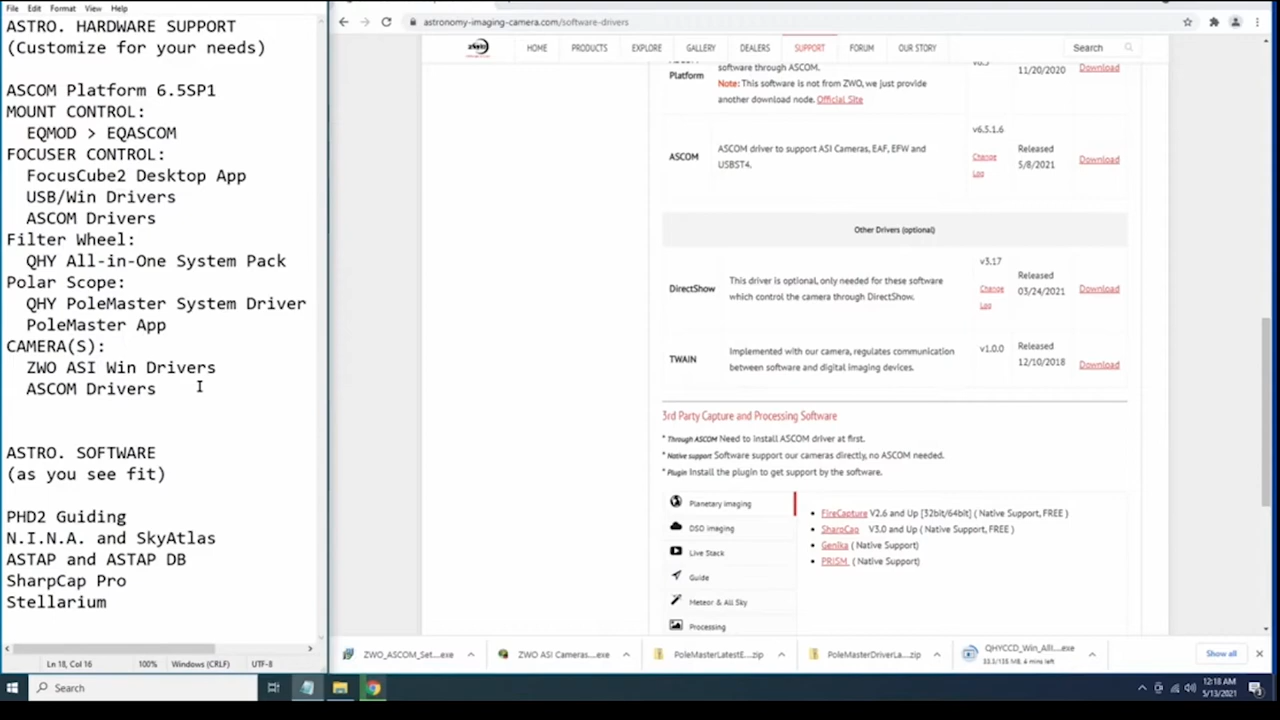 File Edit Format View Help
ASTRO. HARDWARE SUPPORT
(Customize for your needs)
ASCOM Platform 6.5SP1
MOUNT CONTROL:
EQMOD > EQASCOM
FOCUSER CONTROL:
FocusCube2 Desktop App
USB/Win Drivers
ASCOM Drivers
Filter Wheel:
QHY All-in-One System Pack
Polar Scope:
QHY PoleMaster System Driver
PoleMaster App
CAMERA(S):
ZWO ASI Win Drivers
ASCOM Drivers
ASTRO. SOFTWARE
(as you see fit)
PHD2 Guiding
N.I.N.A. and SkyAtlas
ASTAP and ASTAP DB
SharpCap Pro
Stellarium
Ln 18, Col 16 100% Windows (CRLF) UTF-8
astronomy-imaging-camera.com/software-drivers
HOME PRODUCTS EXPLORE GALLERY DEALERS SUPPORT FORUM OUR STORY Search
software through ASCOM.
Platform 11/20/2020 Download
Note: This software is not from ZWO, we just provide
another download node. Official Site
v6.5.1.6
ASCOM ASCOM driver to support ASI Cameras, EAF, EFW and Released
USBST4. Change 5/8/2021 Download
Log
Other Drivers (optional)
v3.17
DirectShow This driver is optional, only needed for these software Released
which control the camera through DirectShow. Change 03/24/2021 Download
Log
TWAIN Implemented with our camera, regulates communication v1.0.0 Released
between software and digital imaging devices. 12/10/2018 Download
3rd Party Capture and Processing Software
* Through ASCOM Need to install ASCOM driver at first.
* Native support Software support our cameras directly, no ASCOM needed.
* Plugin Install the plugin to get support by the software.
Planetary Imaging
DSO Imaging
Live Stack
Guide
Meteor & All Sky
Processing
FireCapture V2.6 and Up [32bit/64bit] ( Native Support, FREE )
SharpCap V3.0 and Up ( Native Support, FREE )
Genika ( Native Support)
PRISM ( Native Support)
ZWO_ASCOM_Set....exe
ZWO ASI Cameras....exe
PoleMasterLatestE....zip
PoleMasterDriverLa....zip
QHYCCD_Win_AllI....exe
33.3/135 MB, 4 mins left
Show all
Search
12:18 AM
5/13/2021